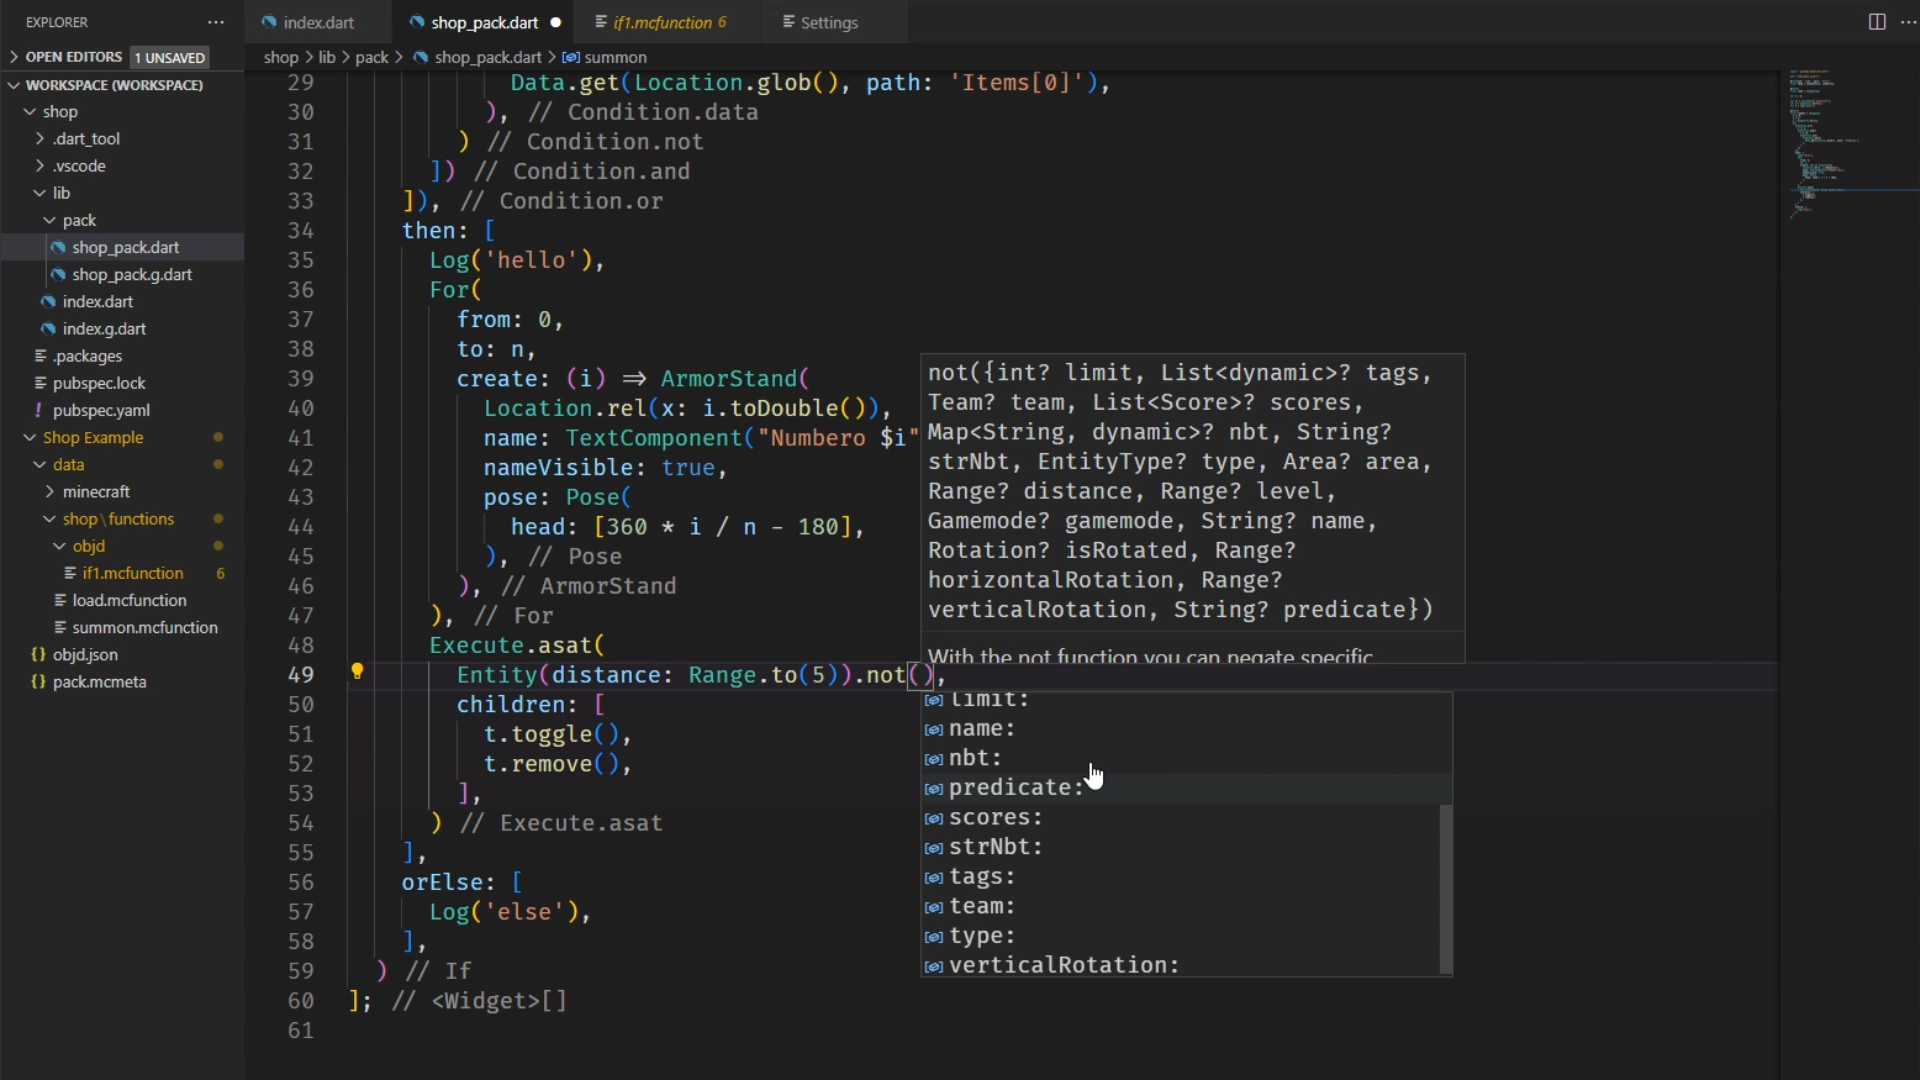 EXPLORER
index.dart
shop_pack.dart
if1.mcfunction 6
Settings
OPEN EDITORS 1 UNSAVED
shop > lib > pack > shop_pack.dart > summon
WORKSPACE (WORKSPACE)
shop
.dart_tool
.vscode
lib
pack
shop_pack.dart
shop_pack.g.dart
index.dart
index.g.dart
.packages
pubspec.lock
! pubspec.yaml
Shop Example
data
minecraft
shop\functions
objd
if1.mcfunction 6
load.mcfunction
summon.mcfunction
{} objd.json
{} pack.mcmeta
29 Data.get(Location.glob(), path: 'Items[0]'),
30 ), // Condition.data
31 ) // Condition.not
32 ]) // Condition.and
33 ]), // Condition.or
34 then: [
35 Log('hello'),
36 For(
37 from: 0,
38 to: n,
39 create: (i) => ArmorStand(
40 Location.rel(x: i.toDouble()),
41 name: TextComponent("Numbero $i"
42 nameVisible: true,
43 pose: Pose(
44 head: [360 * i / n - 180],
45 ), // Pose
46 ), // ArmorStand
47 ), // For
48 Execute.asat(
49 Entity(distance: Range.to(5)).not(),
50 children: [
51 t.toggle(),
52 t.remove(),
53 ],
54 ) // Execute.asat
55 ],
56 orElse: [
57 Log('else'),
58 ],
59 ) // If
60 ]; // <Widget>[]
61
not({int? limit, List<dynamic>? tags,
Team? team, List<Score>? scores,
Map<String, dynamic>? nbt, String?
strNbt, EntityType? type, Area? area,
Range? distance, Range? level,
Gamemode? gamemode, String? name,
Rotation? isRotated, Range?
horizontalRotation, Range?
verticalRotation, String? predicate})
With the not function you can negate specific
limit:
name:
nbt:
predicate:
scores:
strNbt:
tags:
team:
type:
verticalRotation: